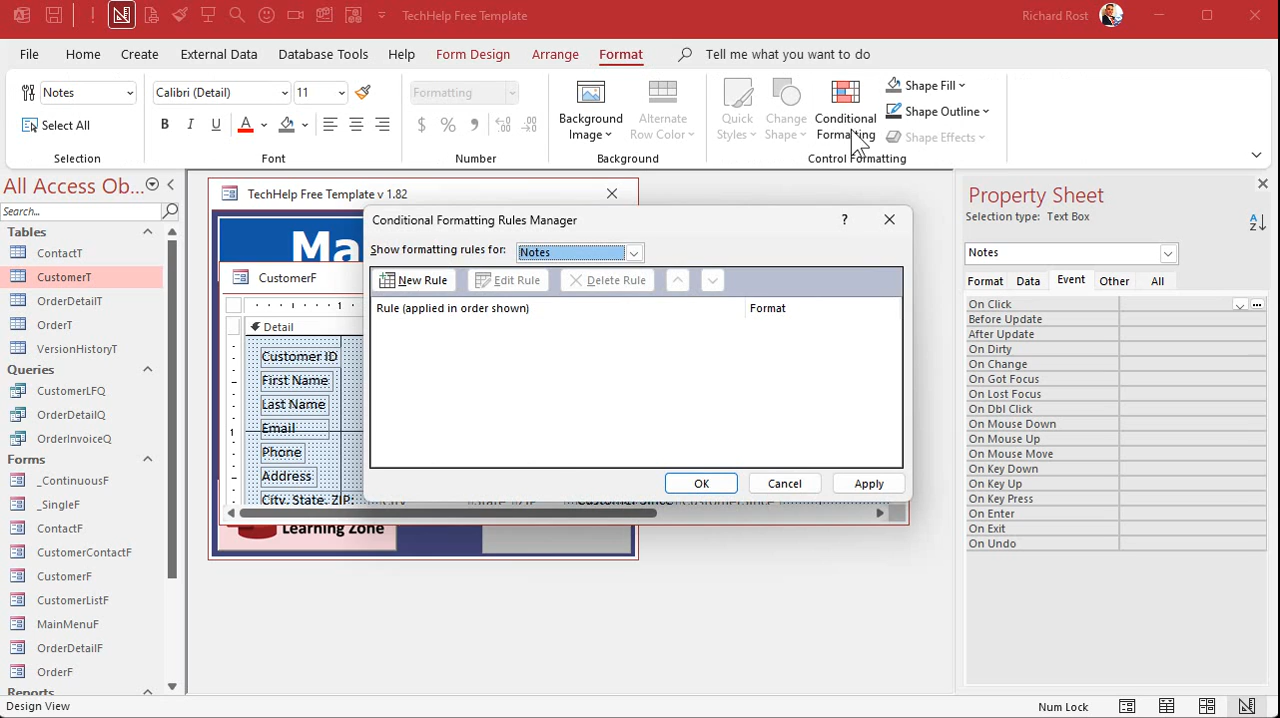 TechHelp Free Template
Richard Rost
File Home Create External Data Database Tools Help Form Design Arrange Format Tell me what you want to do
Notes
Select All
Selection
Calibri (Detail) 11
B I U A
Font
Formatting
$ % 9 .00
Number
Background Image
Alternate Row Color
Background
Quick Styles
Change Shape
Conditional Formatting
Shape Fill
Shape Outline
Shape Effects
Control Formatting
All Access Ob...
Search...
Tables
ContactT
CustomerT
OrderDetailT
OrderT
VersionHistoryT
Queries
CustomerLFQ
OrderDetailQ
OrderInvoiceQ
Forms
_ContinuousF
_SingleF
ContactF
CustomerContactF
CustomerF
CustomerListF
MainMenuF
OrderDetailF
OrderF
Reports
TechHelp Free Template v 1.82
Ma
CustomerF
1
Detail
Customer ID
First Name
Last Name
Email
1
Phone
Address
City, State, ZIP:
Customer Since
Learning Zone
Conditional Formatting Rules Manager
?
Show formatting rules for: Notes
New Rule Edit Rule Delete Rule
Rule (applied in order shown) Format
OK Cancel Apply
Property Sheet
Selection type: Text Box
A
Z
Notes
Format Data Event Other All
On Click ...
Before Update
After Update
On Dirty
On Change
On Got Focus
On Lost Focus
On Dbl Click
On Mouse Down
On Mouse Up
On Mouse Move
On Key Down
On Key Up
On Key Press
On Enter
On Exit
On Undo
Design View
Num Lock